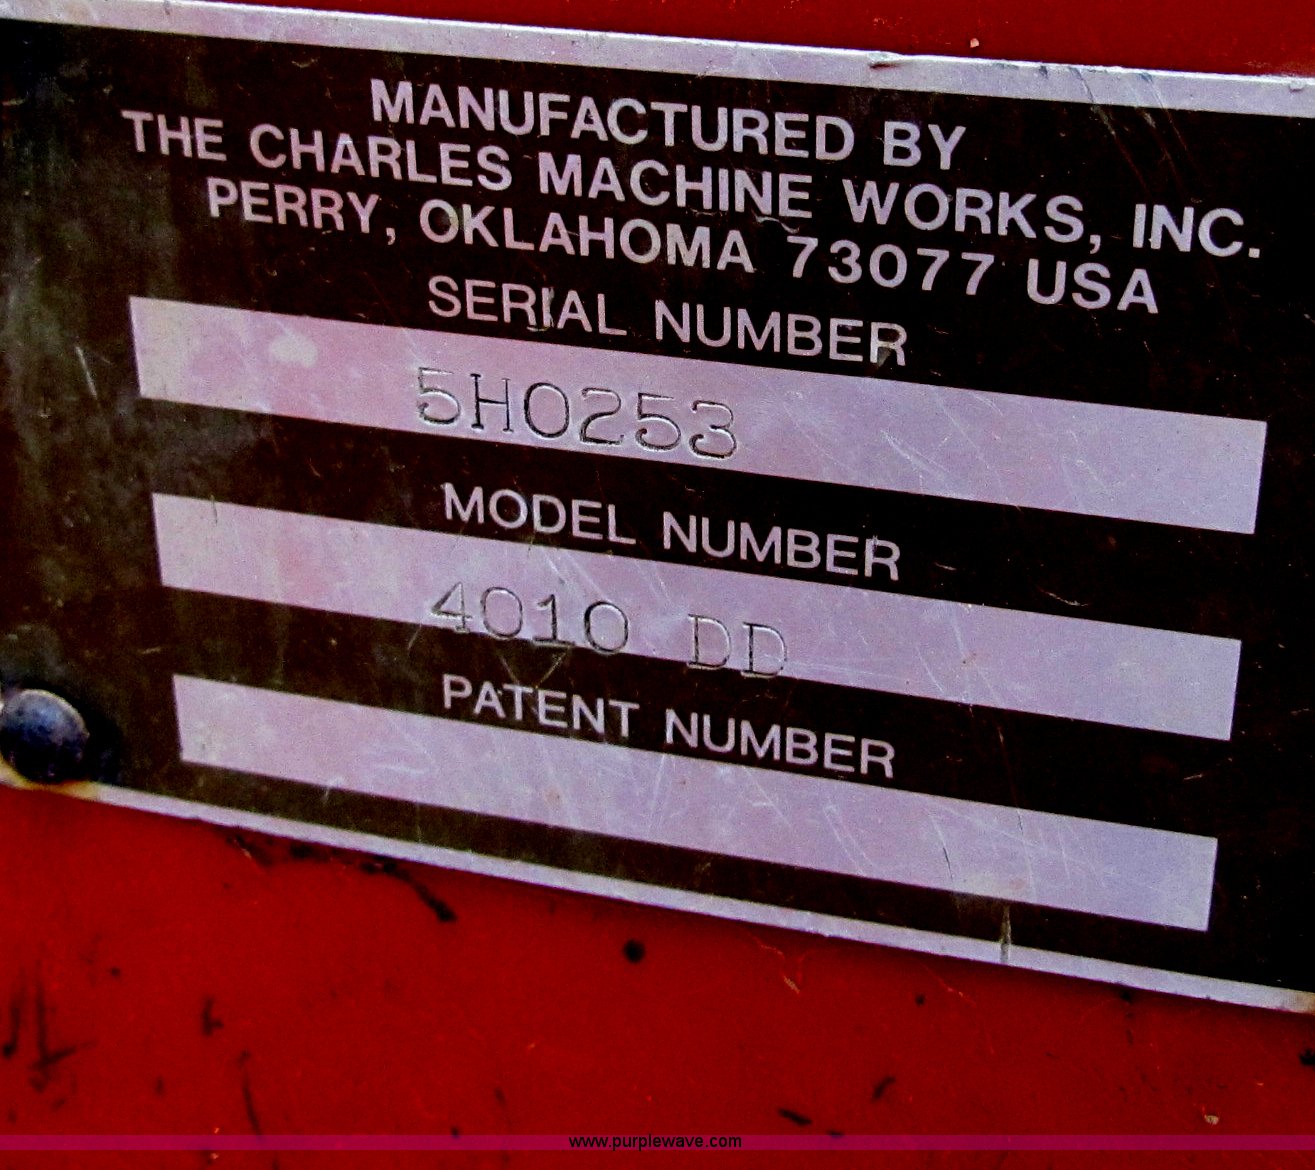 MANUFACTURED BY
THE CHARLES MACHINE WORKS, INC.
PERRY, OKLAHOMA 73077 USA
SERIAL NUMBER
5H0253
MODEL NUMBER
4010 DD
PATENT NUMBER
www.purplewave.com